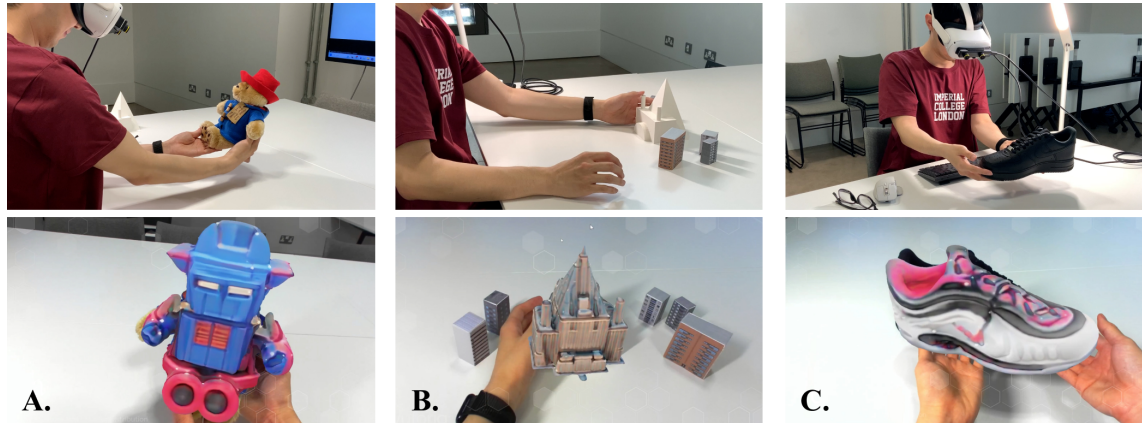 IMPERIAL
COLLEGE
LONDON
A.
B.
C.